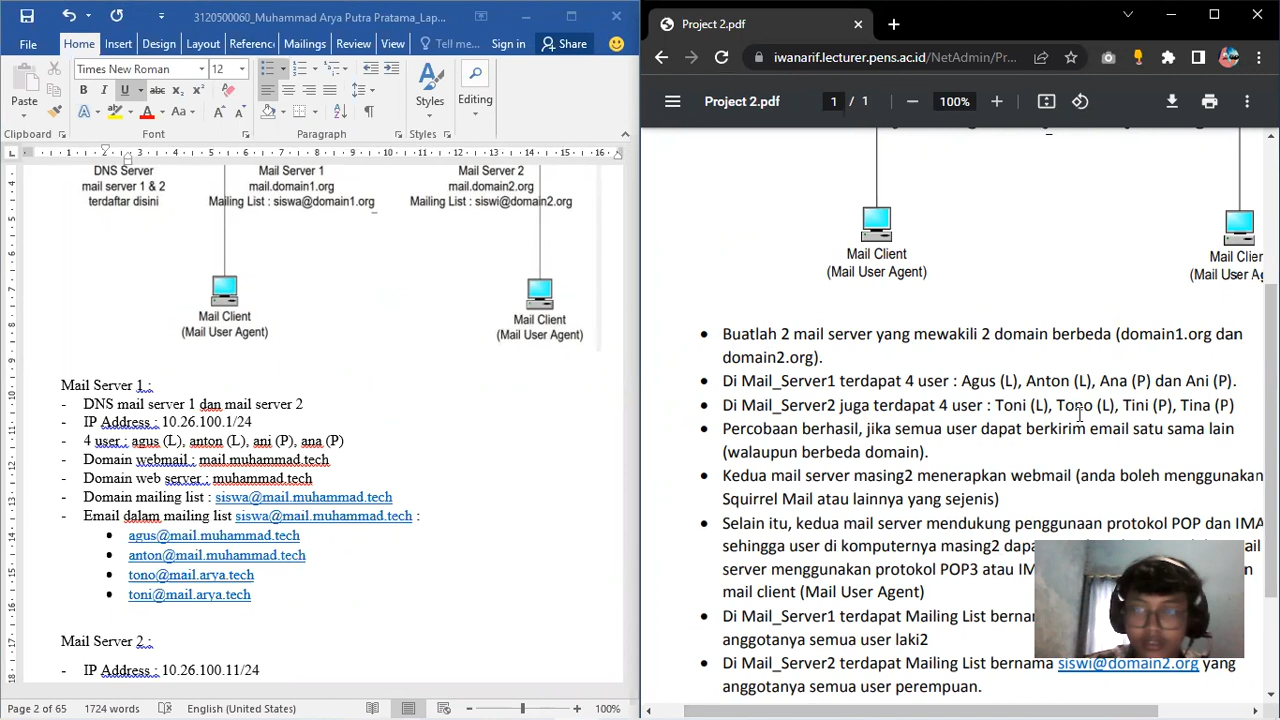 3120500060_Muhammad Arya Putra Pratama_Lap...
File Home Insert Design Layout Referenc Mailings Review View Tell me... Sign in Share
Times New Roman 12
Paste
Styles
Editing
Clipboard Font Paragraph Styles
DNS Server
mail server 1 & 2
terdaftar disini
Mail Server 1
mail.domain1.org
Mailing List : siswa@domain1.org
Mail Server 2
mail.domain2.org
Mailing List : siswi@domain2.org
Mail Client
(Mail User Agent)
Mail Client
(Mail User Agent)
Mail Server 1 :
- DNS mail server 1 dan mail server 2
- IP Address : 10.26.100.1/24
- 4 user : agus (L), anton (L), ani (P), ana (P)
- Domain webmail : mail.muhammad.tech
- Domain web server : muhammad.tech
- Domain mailing list : siswa@mail.muhammad.tech
- Email dalam mailing list siswa@mail.muhammad.tech :
• agus@mail.muhammad.tech
• anton@mail.muhammad.tech
• tono@mail.arya.tech
• toni@mail.arya.tech
Mail Server 2 :
- IP Address : 10.26.100.11/24
Page 2 of 65 1724 words English (United States) 100%
Project 2.pdf
iwanarif.lecturer.pens.ac.id/NetAdmin/Pr...
Project 2.pdf 1 / 1 100%
Mail Client
(Mail User Agent)
Mail Clier
(Mail User Ag
• Buatlah 2 mail server yang mewakili 2 domain berbeda (domain1.org dan
domain2.org).
• Di Mail_Server1 terdapat 4 user : Agus (L), Anton (L), Ana (P) dan Ani (P).
• Di Mail_Server2 juga terdapat 4 user : Toni (L), Tono (L), Tini (P), Tina (P)
• Percobaan berhasil, jika semua user dapat berkirim email satu sama lain
(walaupun berbeda domain).
• Kedua mail server masing2 menerapkan webmail (anda boleh menggunakan
Squirrel Mail atau lainnya yang sejenis)
• Selain itu, kedua mail server mendukung penggunaan protokol POP dan IMA
sehingga user di komputernya masing2 dapa ail
server menggunakan protokol POP3 atau IM an
mail client (Mail User Agent)
• Di Mail_Server1 terdapat Mailing List bernam
anggotanya semua user laki2
• Di Mail_Server2 terdapat Mailing List bernama siswi@domain2.org yang
anggotanya semua user perempuan.